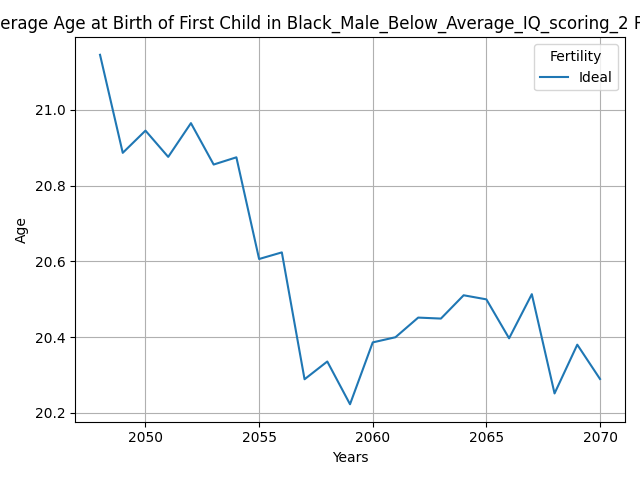 erage Age at Birth of First Child in Black_Male_Below_Average_IQ_scoring_2
Fertility
Ideal
21.0
20.8
20.6
20.4
20.2
Age
2050 2055 2060 2065 2070
Years